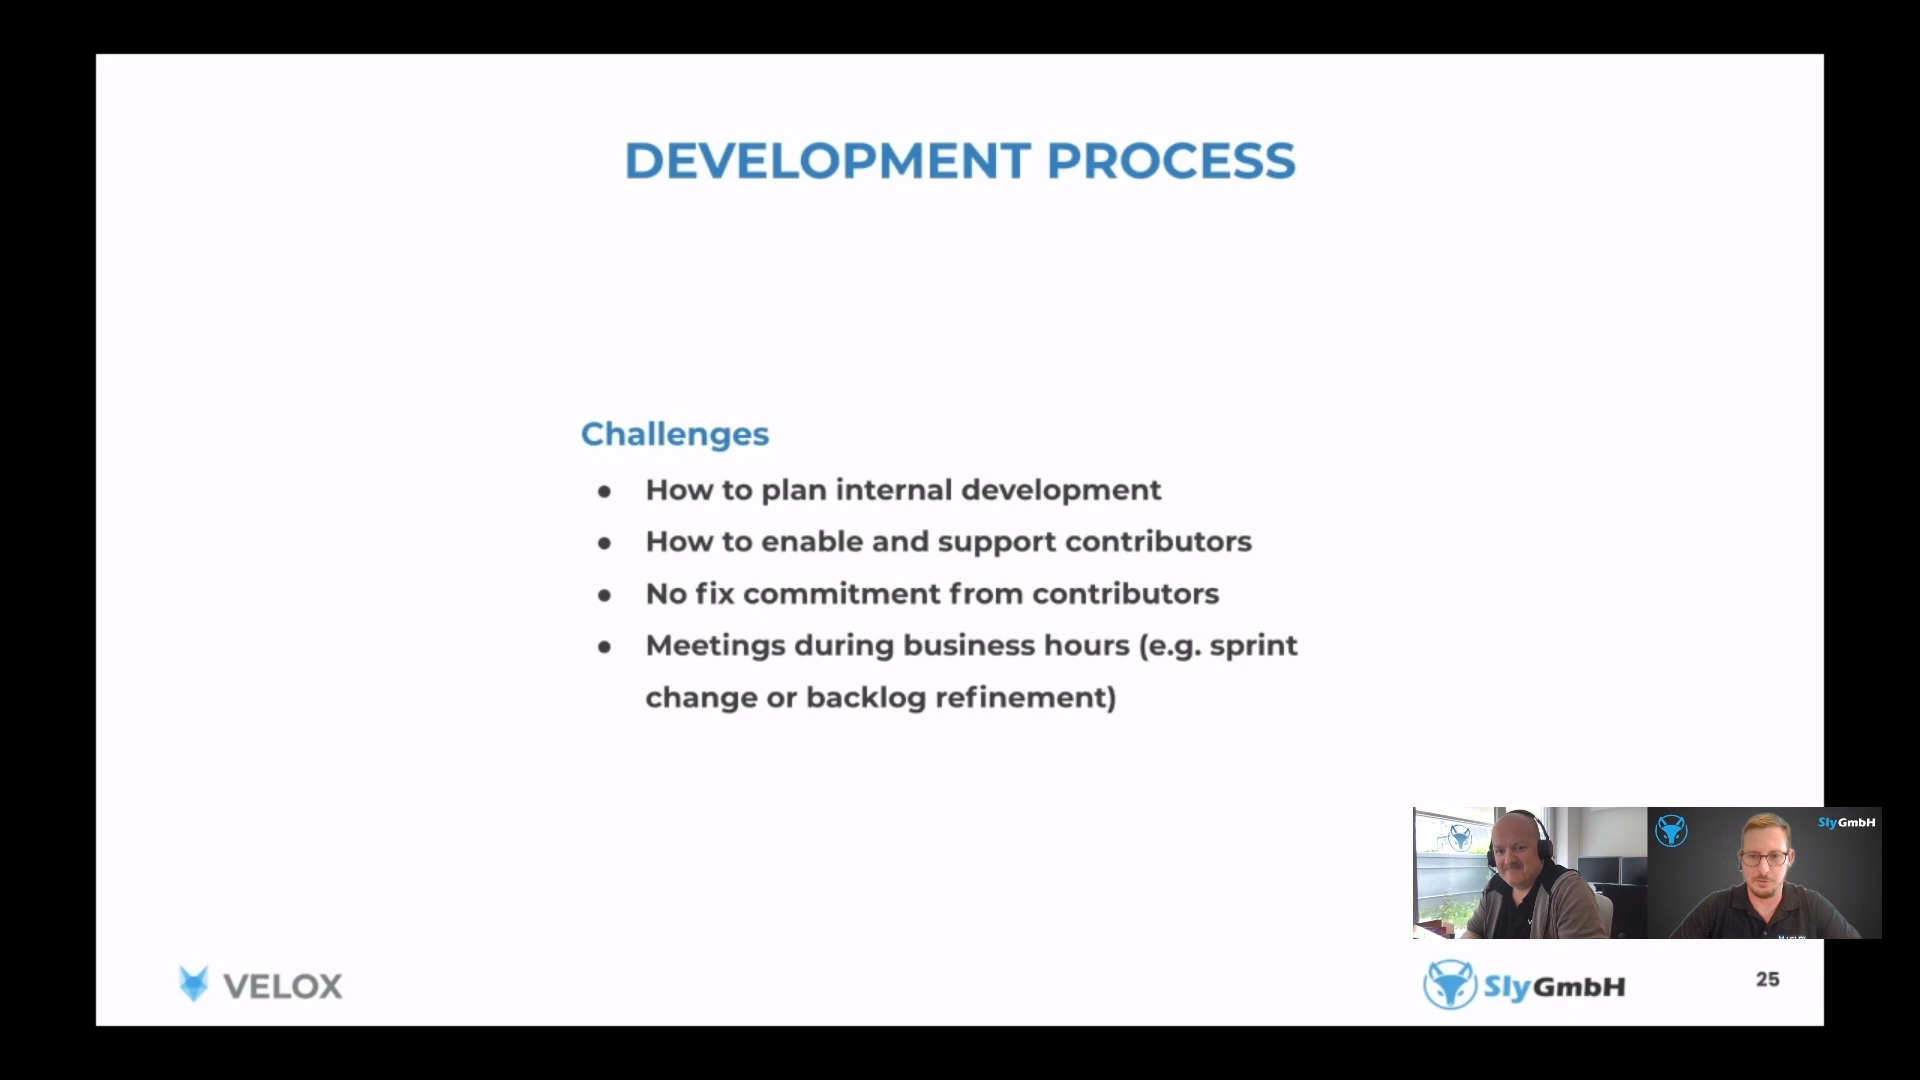 DEVELOPMENT PROCESS
Challenges
● How to plan internal development
● How to enable and support contributors
● No fix commitment from contributors
● Meetings during business hours (e.g. sprint
change or backlog refinement)
SlyGmbH
VELOX
SlyGmbH
25